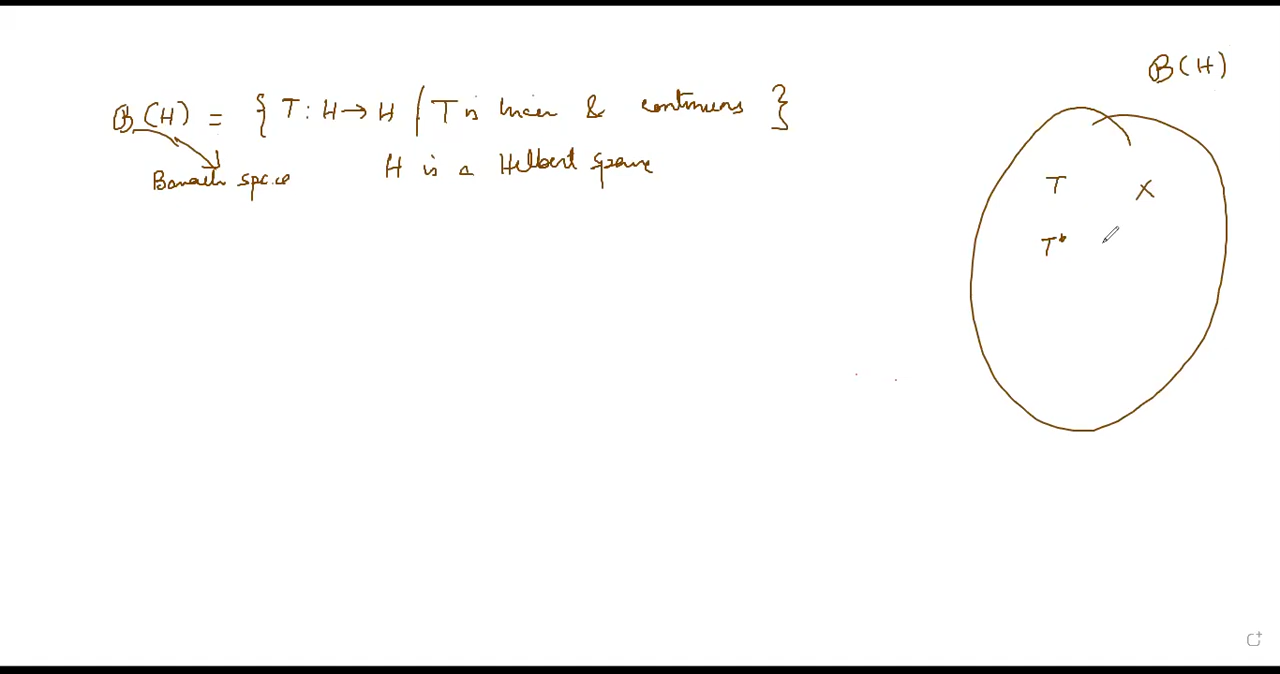 B(H) = { T : H → H / T is linear & continuous }
H is a Hilbert space
Banach space
B(H)
T X
T*